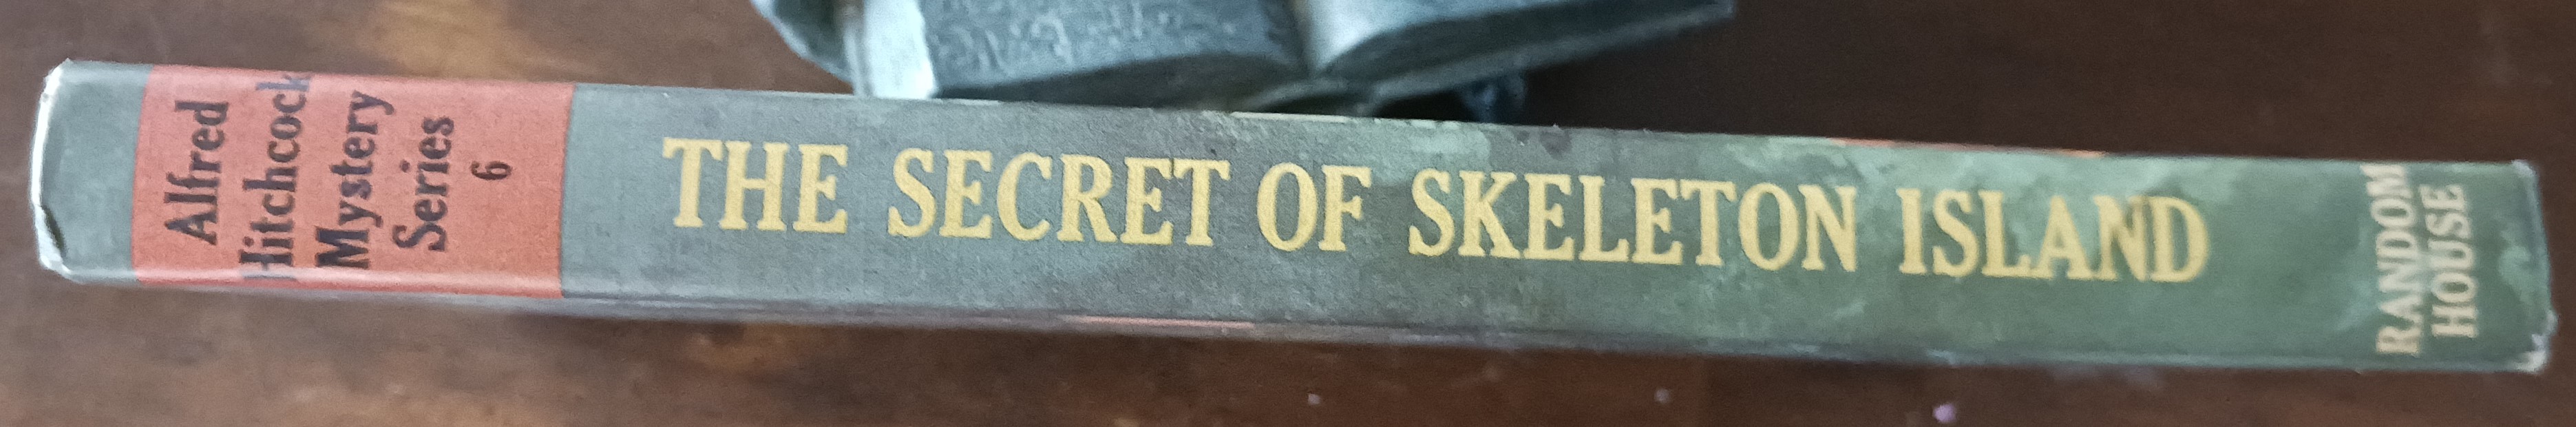 Alfred
Hitchcock
Mystery
Series
6
THE SECRET OF SKELETON ISLAND
RANDOM
HOUSE